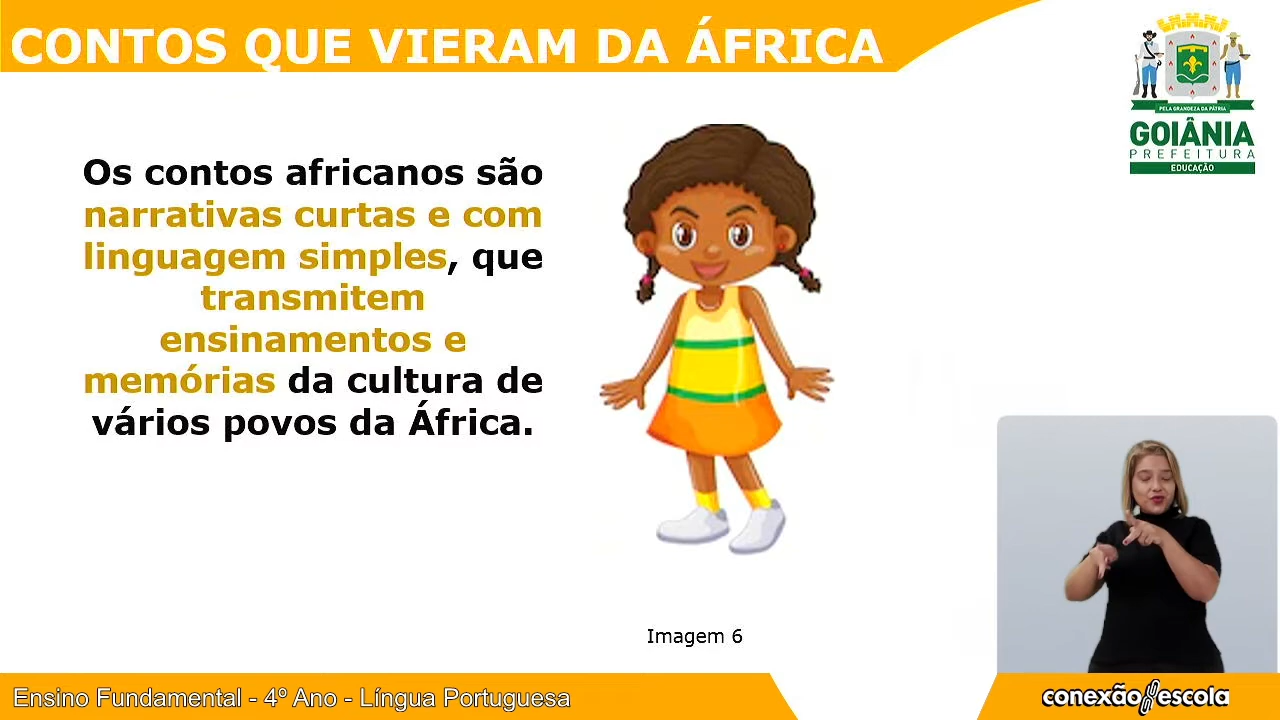 CONTOS QUE VIERAM DA ÁFRICA
PELA GRANDEZA DA PÁTRIA
GOIÂNIA
PREFEITURA
EDUCAÇÃO
Os contos africanos são
narrativas curtas e com
linguagem simples, que
transmitem
ensinamentos e
memórias da cultura de
vários povos da África.
Imagem 6
Ensino Fundamental - 4º Ano - Língua Portuguesa
conexão escola